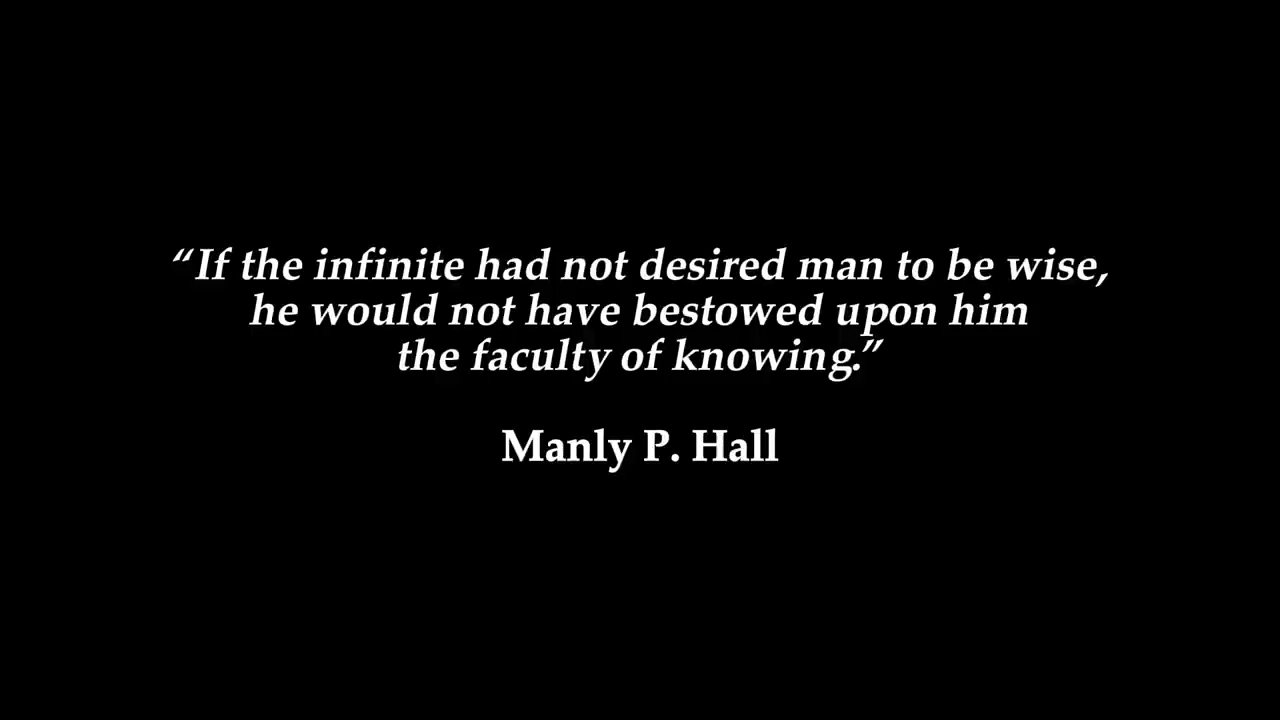 “If the infinite had not desired man to be wise,
he would not have bestowed upon him
the faculty of knowing.”
Manly P. Hall